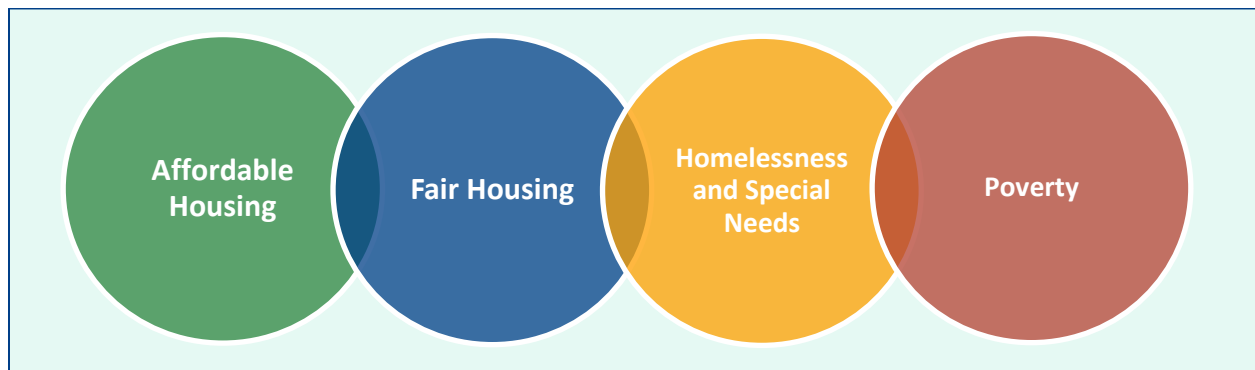 Affordable
Housing
Fair Housing
Homelessness
and Special
Needs
Poverty